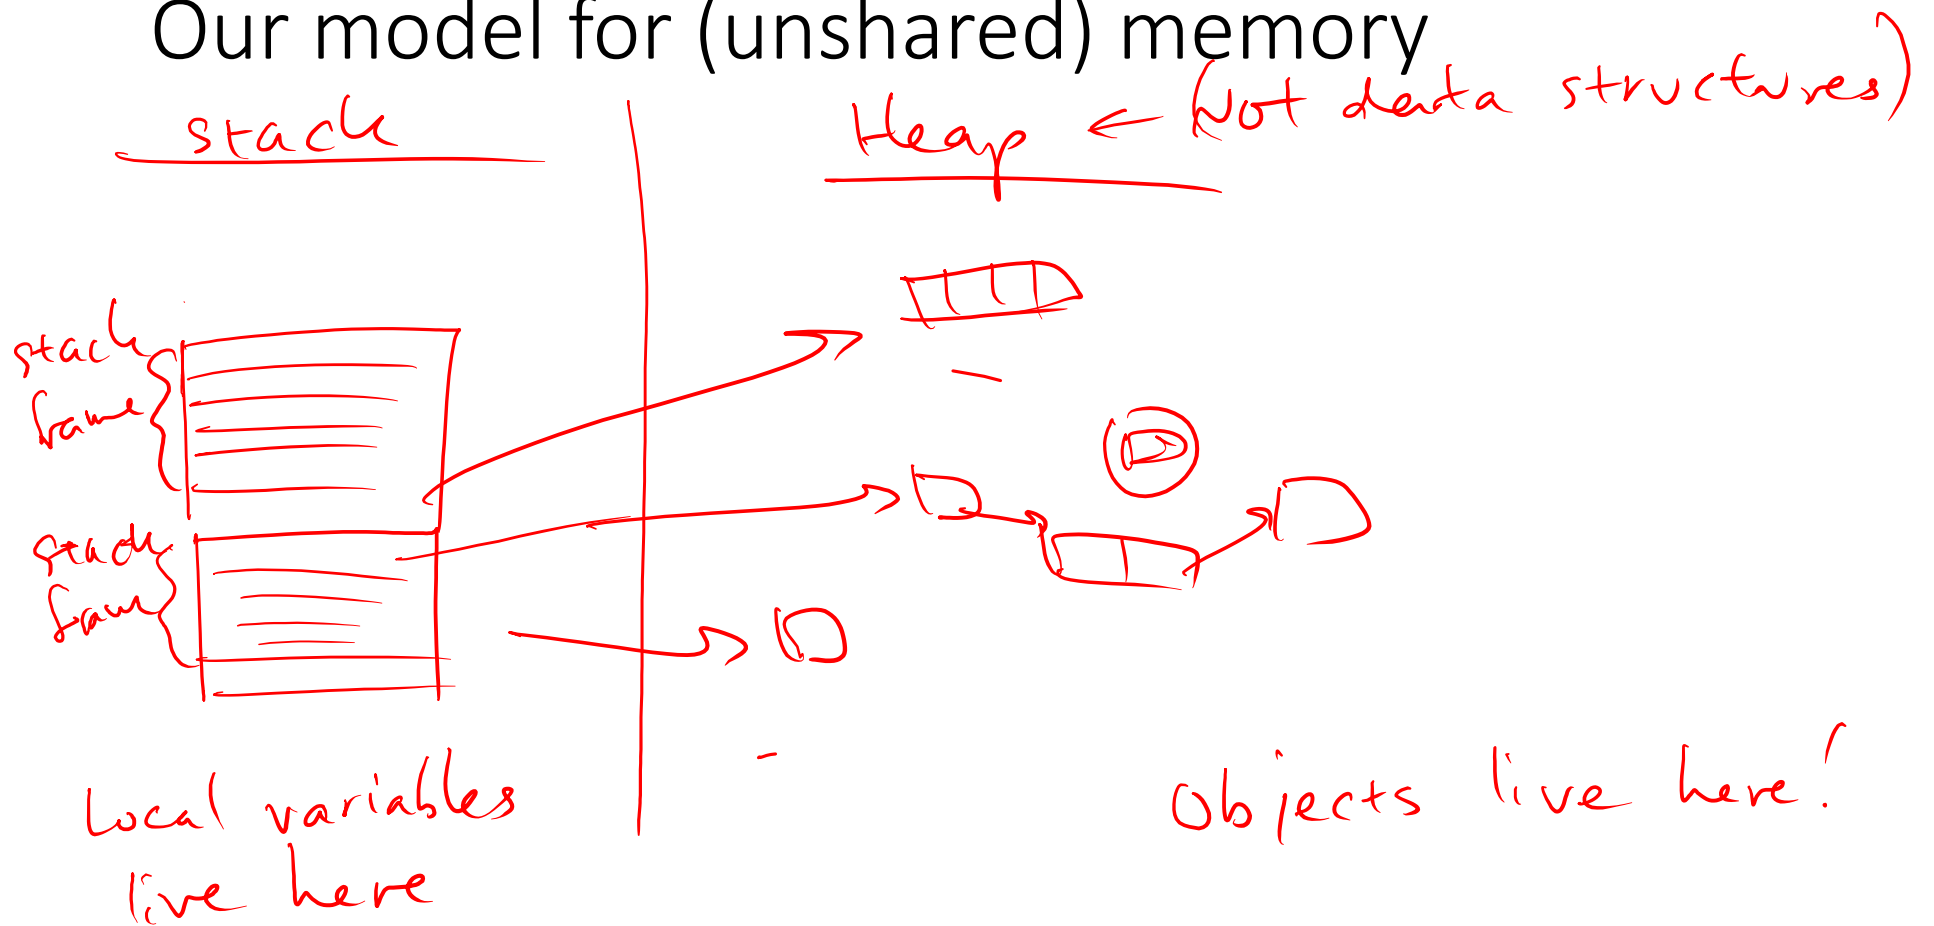 Our model for (unshared) memory
stack
Heap ← (Not data structures)
stack
frame
stack
frame
Local variables
live here
Objects live here!